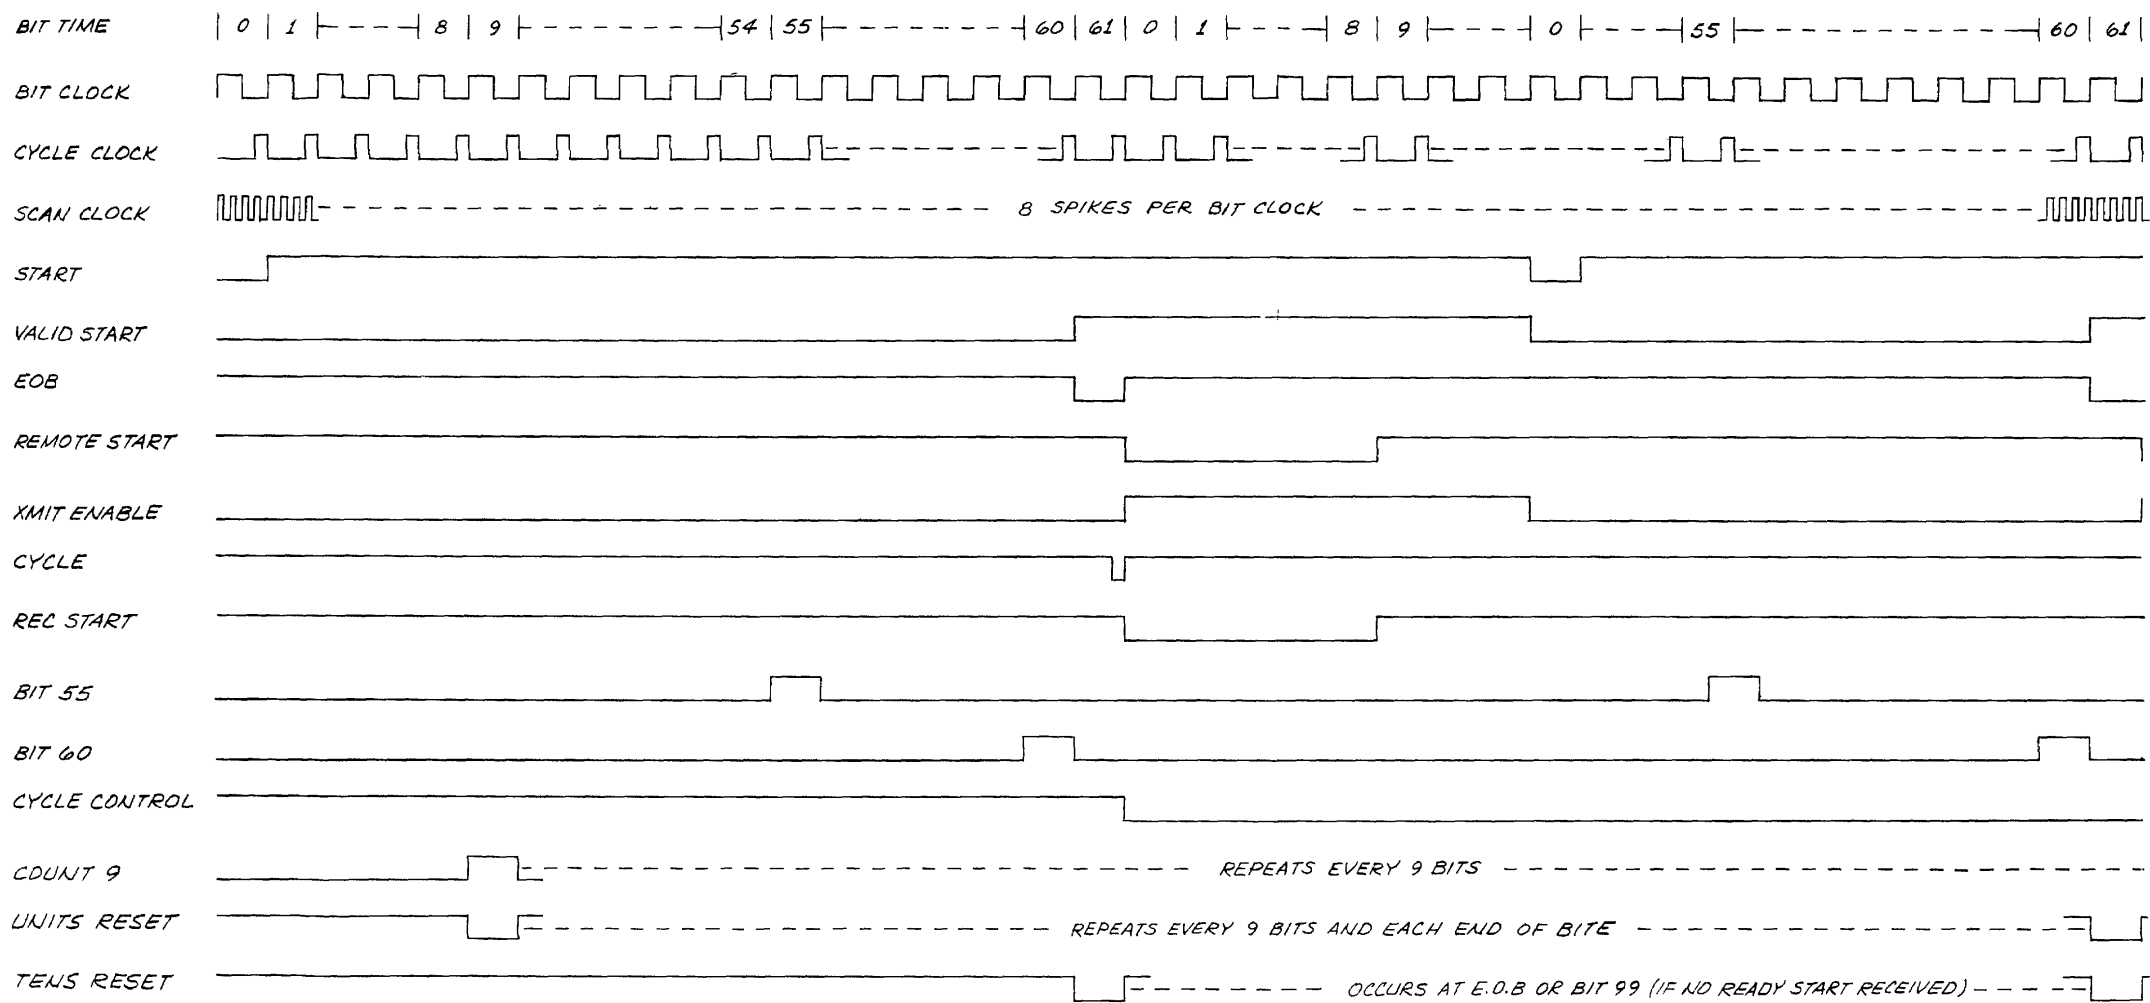 BIT TIME 0 1 8 9 54 55 60 61 0 1 8 9 0 55 60 61
BIT CLOCK
CYCLE CLOCK
SCAN CLOCK 8 SPIKES PER BIT CLOCK
START
VALID START
EOB
REMOTE START
XMIT ENABLE
CYCLE
REC START
BIT 55
BIT 60
CYCLE CONTROL
COUNT 9 REPEATS EVERY 9 BITS
UNITS RESET REPEATS EVERY 9 BITS AND EACH END OF BITE
TENS RESET OCCURS AT E.O.B OR BIT 99 (IF NO READY START RECEIVED)